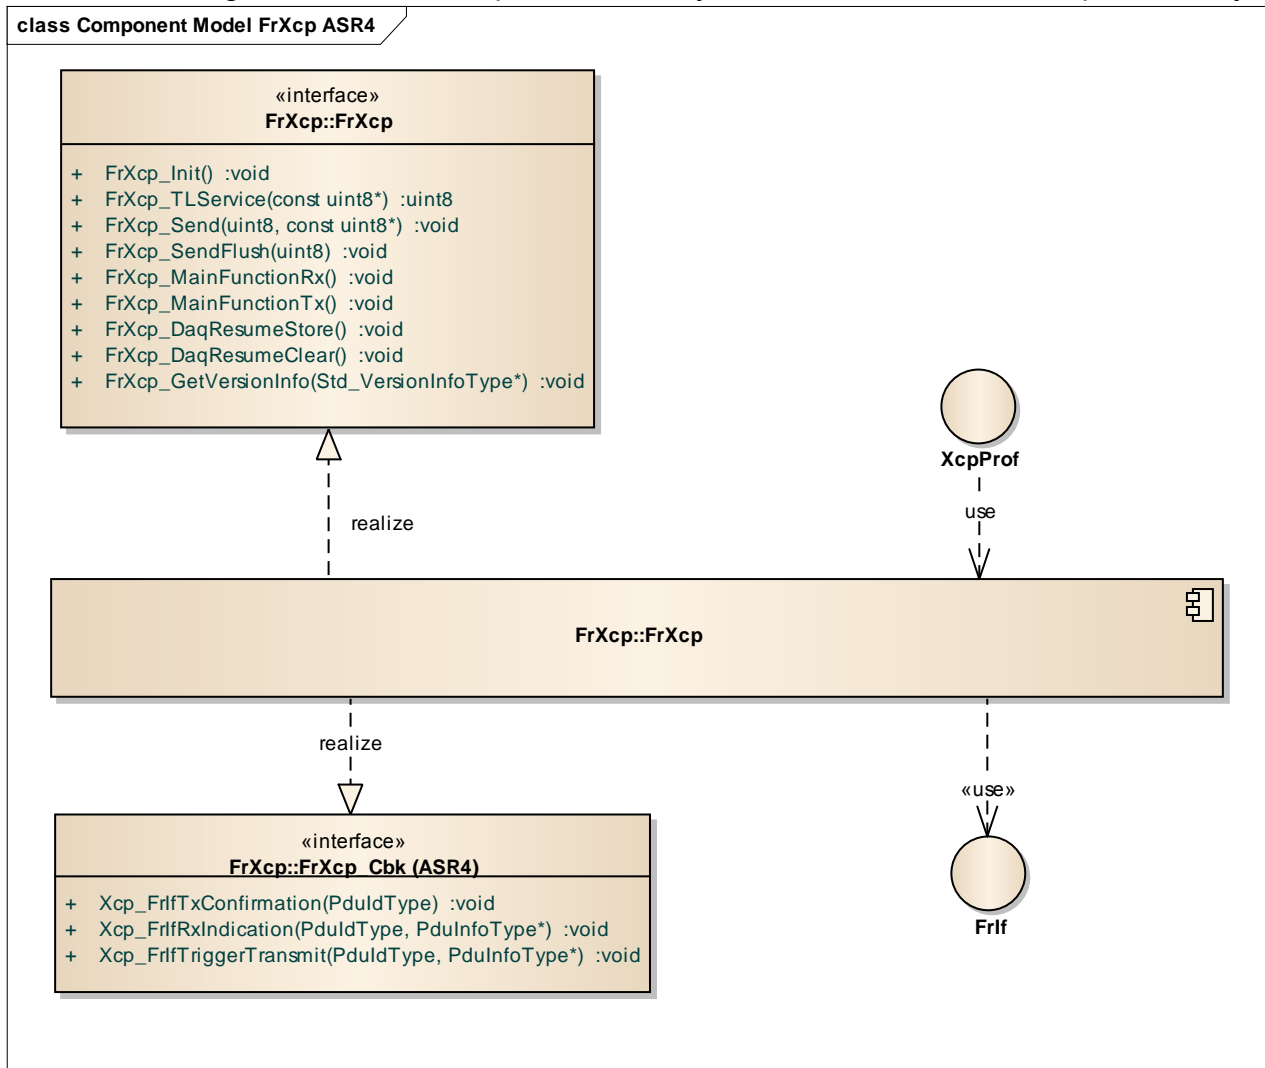 class Component Model FrXcp ASR4
«interface»
FrXcp::FrXcp
+ FrXcp_Init() :void
+ FrXcp_TLService(const uint8*) :uint8
+ FrXcp_Send(uint8, const uint8*) :void
+ FrXcp_SendFlush(uint8) :void
+ FrXcp_MainFunctionRx() :void
+ FrXcp_MainFunctionTx() :void
+ FrXcp_DaqResumeStore() :void
+ FrXcp_DaqResumeClear() :void
+ FrXcp_GetVersionInfo(Std_VersionInfoType*) :void
XcpProf
use
realize
FrXcp::FrXcp
realize
«use»
«interface»
FrXcp::FrXcp_Cbk (ASR4)
+ Xcp_FrIfTxConfirmation(PduIdType) :void
+ Xcp_FrIfRxIndication(PduIdType, PduInfoType*) :void
+ Xcp_FrIfTriggerTransmit(PduIdType, PduInfoType*) :void
FrIf